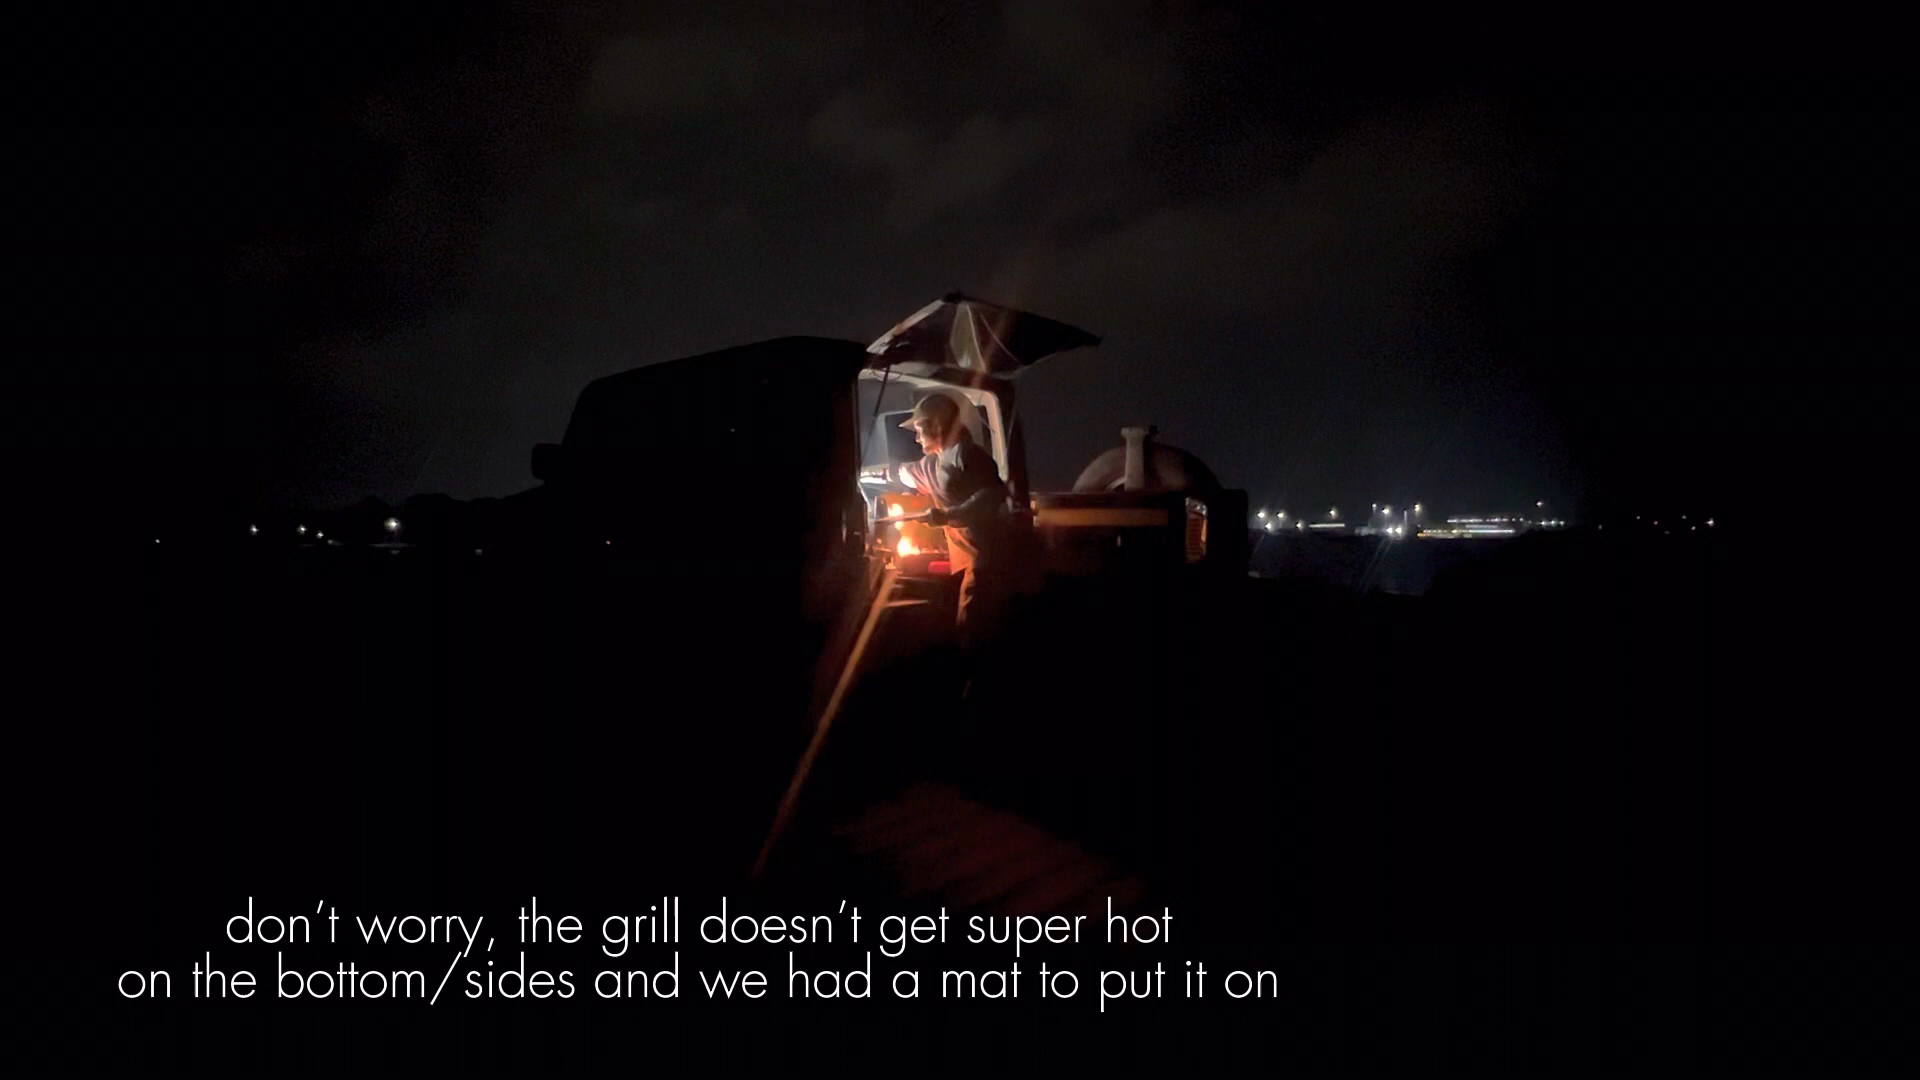 don't worry, the grill doesn't get super hot
on the bottom/sides and we had a mat to put it on